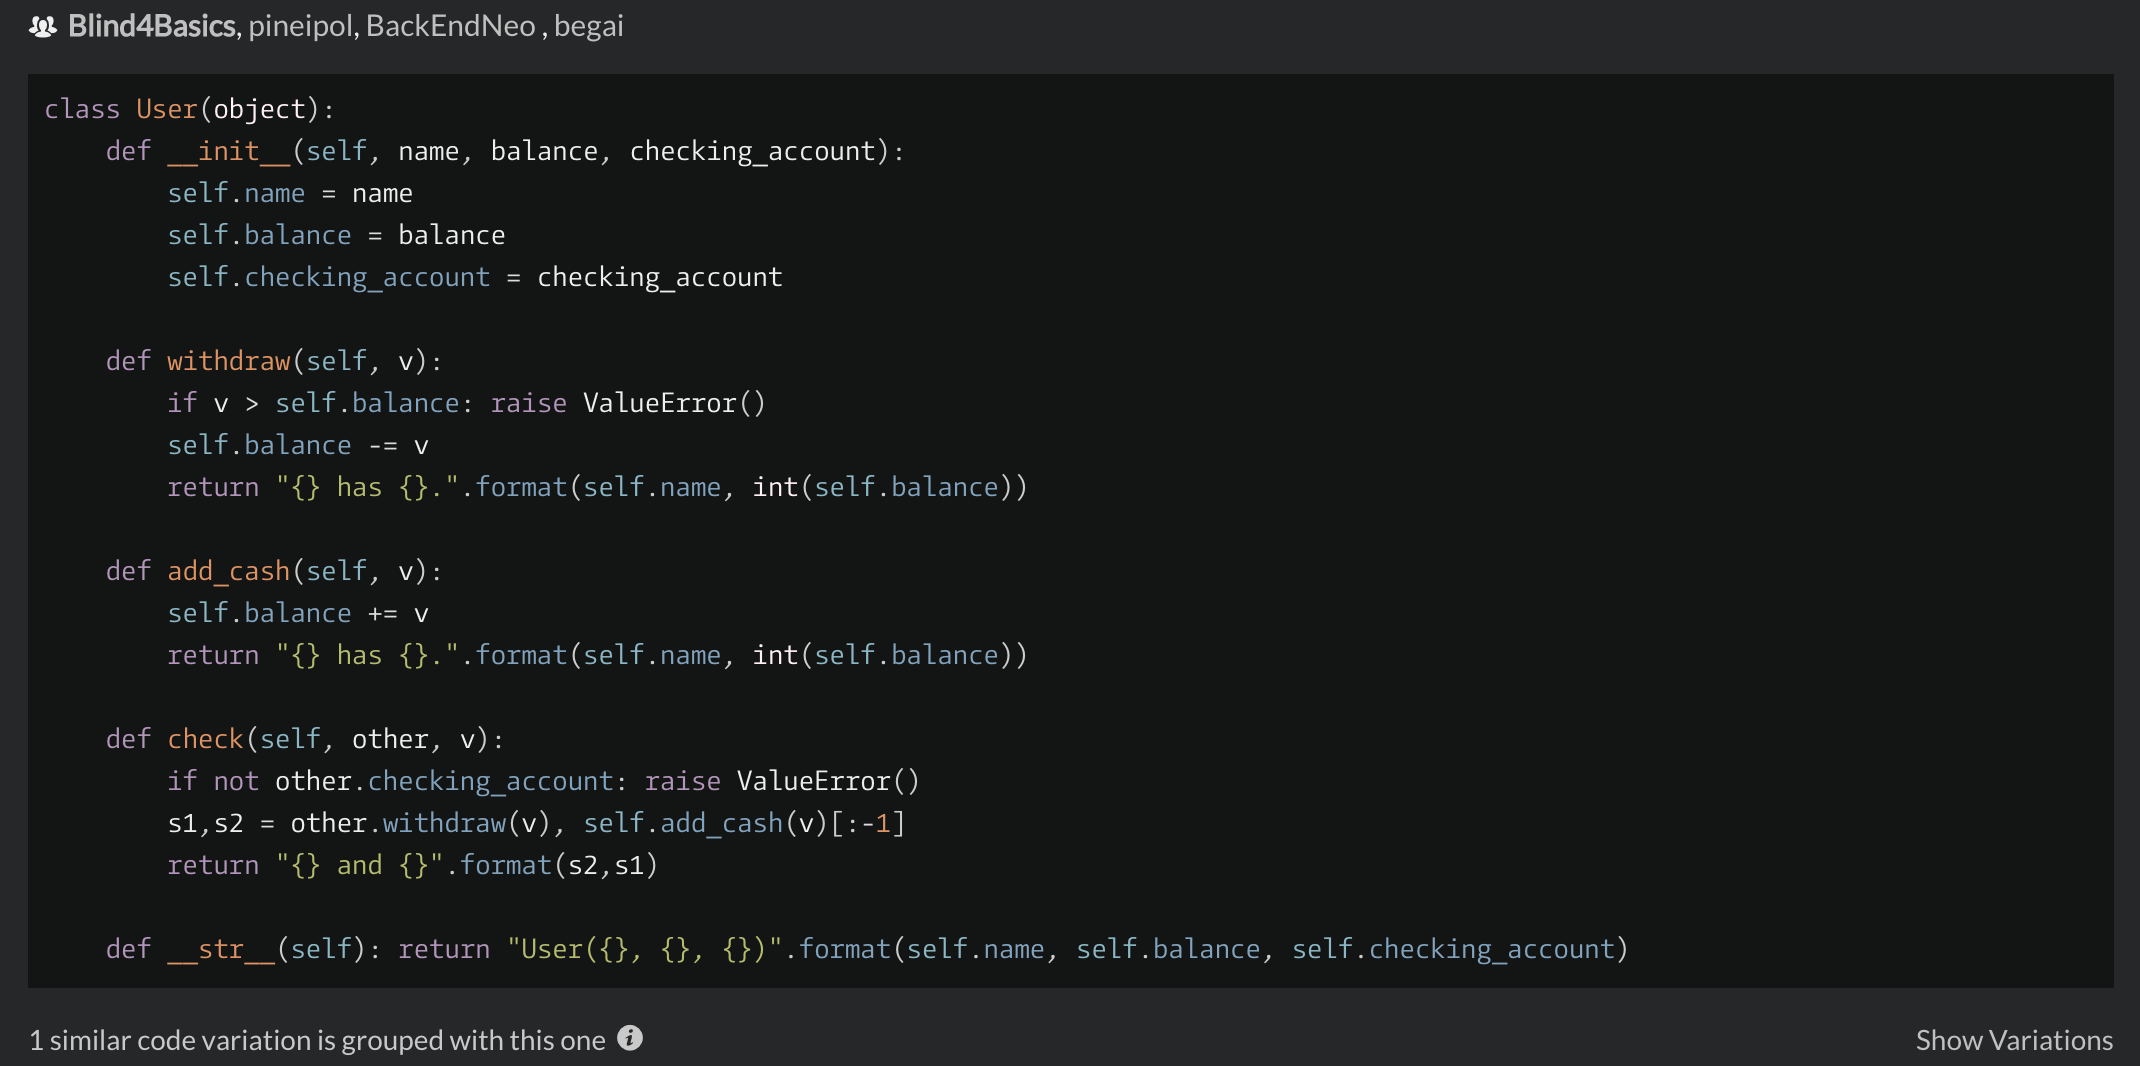 Blind4Basics, pineipol, BackEndNeo , begai
class User(object):
    def __init__(self, name, balance, checking_account):
        self.name = name
        self.balance = balance
        self.checking_account = checking_account
    def withdraw(self, v):
        if v > self.balance: raise ValueError()
        self.balance -= v
        return "{} has {}.".format(self.name, int(self.balance))
    def add_cash(self, v):
        self.balance += v
        return "{} has {}.".format(self.name, int(self.balance))
    def check(self, other, v):
        if not other.checking_account: raise ValueError()
        s1,s2 = other.withdraw(v), self.add_cash(v)[:-1]
        return "{} and {}".format(s2,s1)
    def __str__(self): return "User({}, {}, {})".format(self.name, self.balance, self.checking_account)
1 similar code variation is grouped with this one i Show Variations